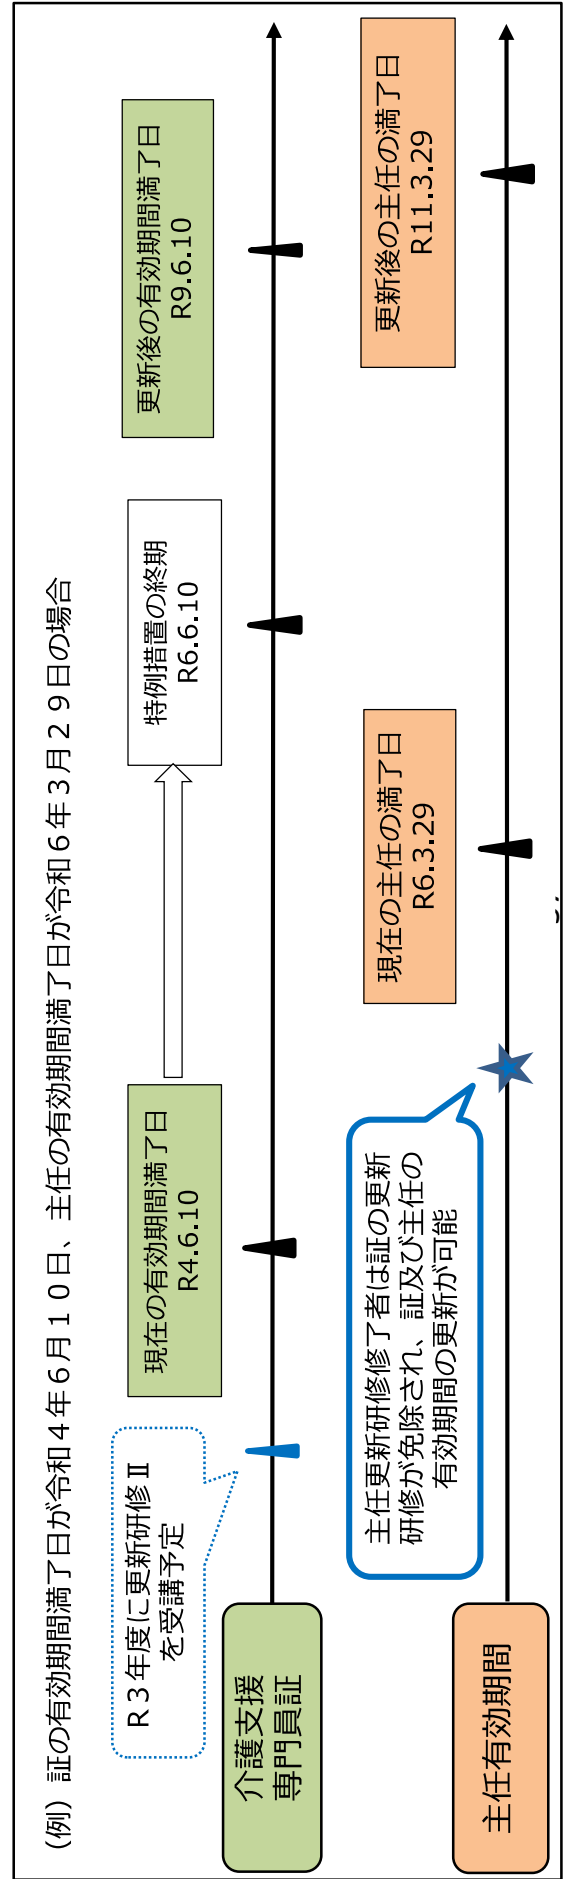 （例）証の有効期間満了日が令和４年６月１０日、主任の有効期間満了日が令和６年３月２９日の場合
Ｒ３年度に更新研修Ⅱ
を受講予定
現在の有効期間満了日
R4.6.10
特例措置の終期
R6.6.10
更新後の有効期間満了日
R9.6.10
介護支援
専門員証
主任更新研修修了者は証の更新
研修が免除され、証及び主任の
有効期間の更新が可能
現在の主任の満了日
R6.3.29
更新後の主任の満了日
R11.3.29
主任有効期間